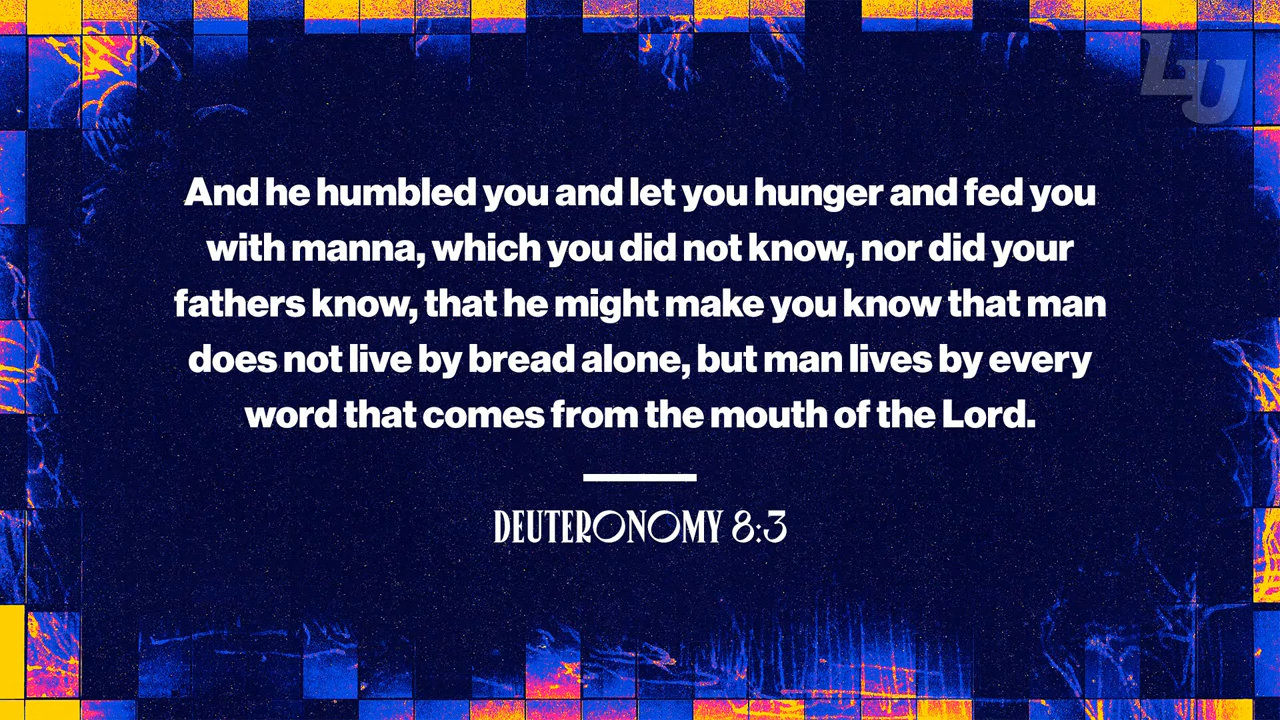 LU
And he humbled you and let you hunger and fed you
with manna, which you did not know, nor did your
fathers know, that he might make you know that man
does not live by bread alone, but man lives by every
word that comes from the mouth of the Lord.
DEUTERONOMY 8:3